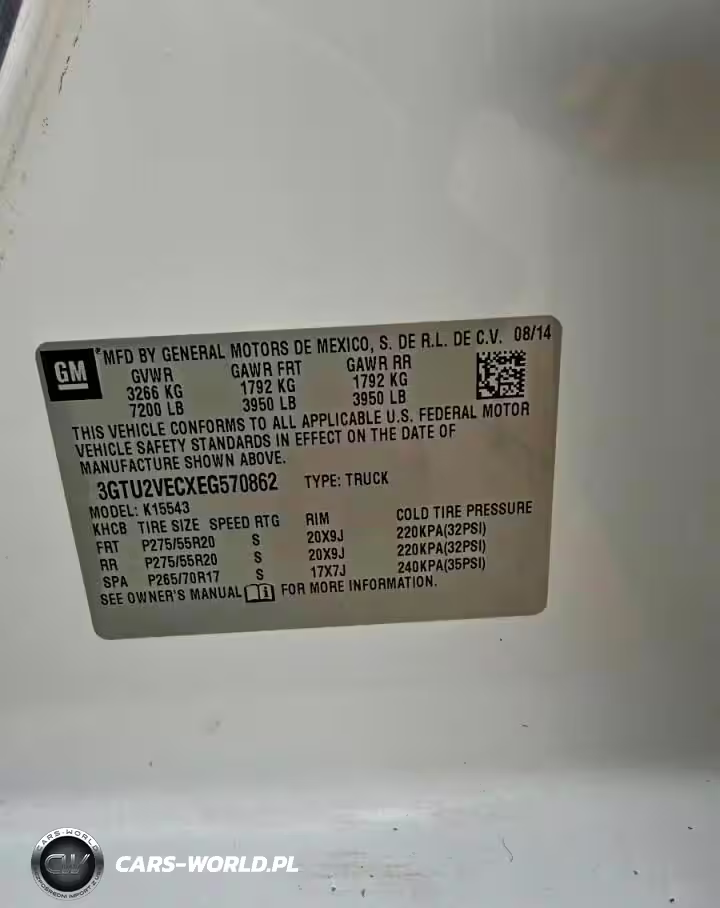 GM
*MFD BY GENERAL MOTORS DE MEXICO, S. DE R.L. DE C.V. 08/14
GVWR GAWR FRT GAWR RR
3266 KG 1792 KG 1792 KG
7200 LB 3950 LB 3950 LB
THIS VEHICLE CONFORMS TO ALL APPLICABLE U.S. FEDERAL MOTOR
VEHICLE SAFETY STANDARDS IN EFFECT ON THE DATE OF
MANUFACTURE SHOWN ABOVE.
3GTU2VECXEG570862 TYPE: TRUCK
MODEL: K15543
KHCB TIRE SIZE SPEED RTG RIM COLD TIRE PRESSURE
FRT P275/55R20 S 20X9J 220KPA(32PSI)
RR P275/55R20 S 20X9J 220KPA(32PSI)
SPA P265/70R17 S 17X7J 240KPA(35PSI)
SEE OWNER'S MANUAL i FOR MORE INFORMATION.
CARS-WORLD
CW
CARS-WORLD.PL